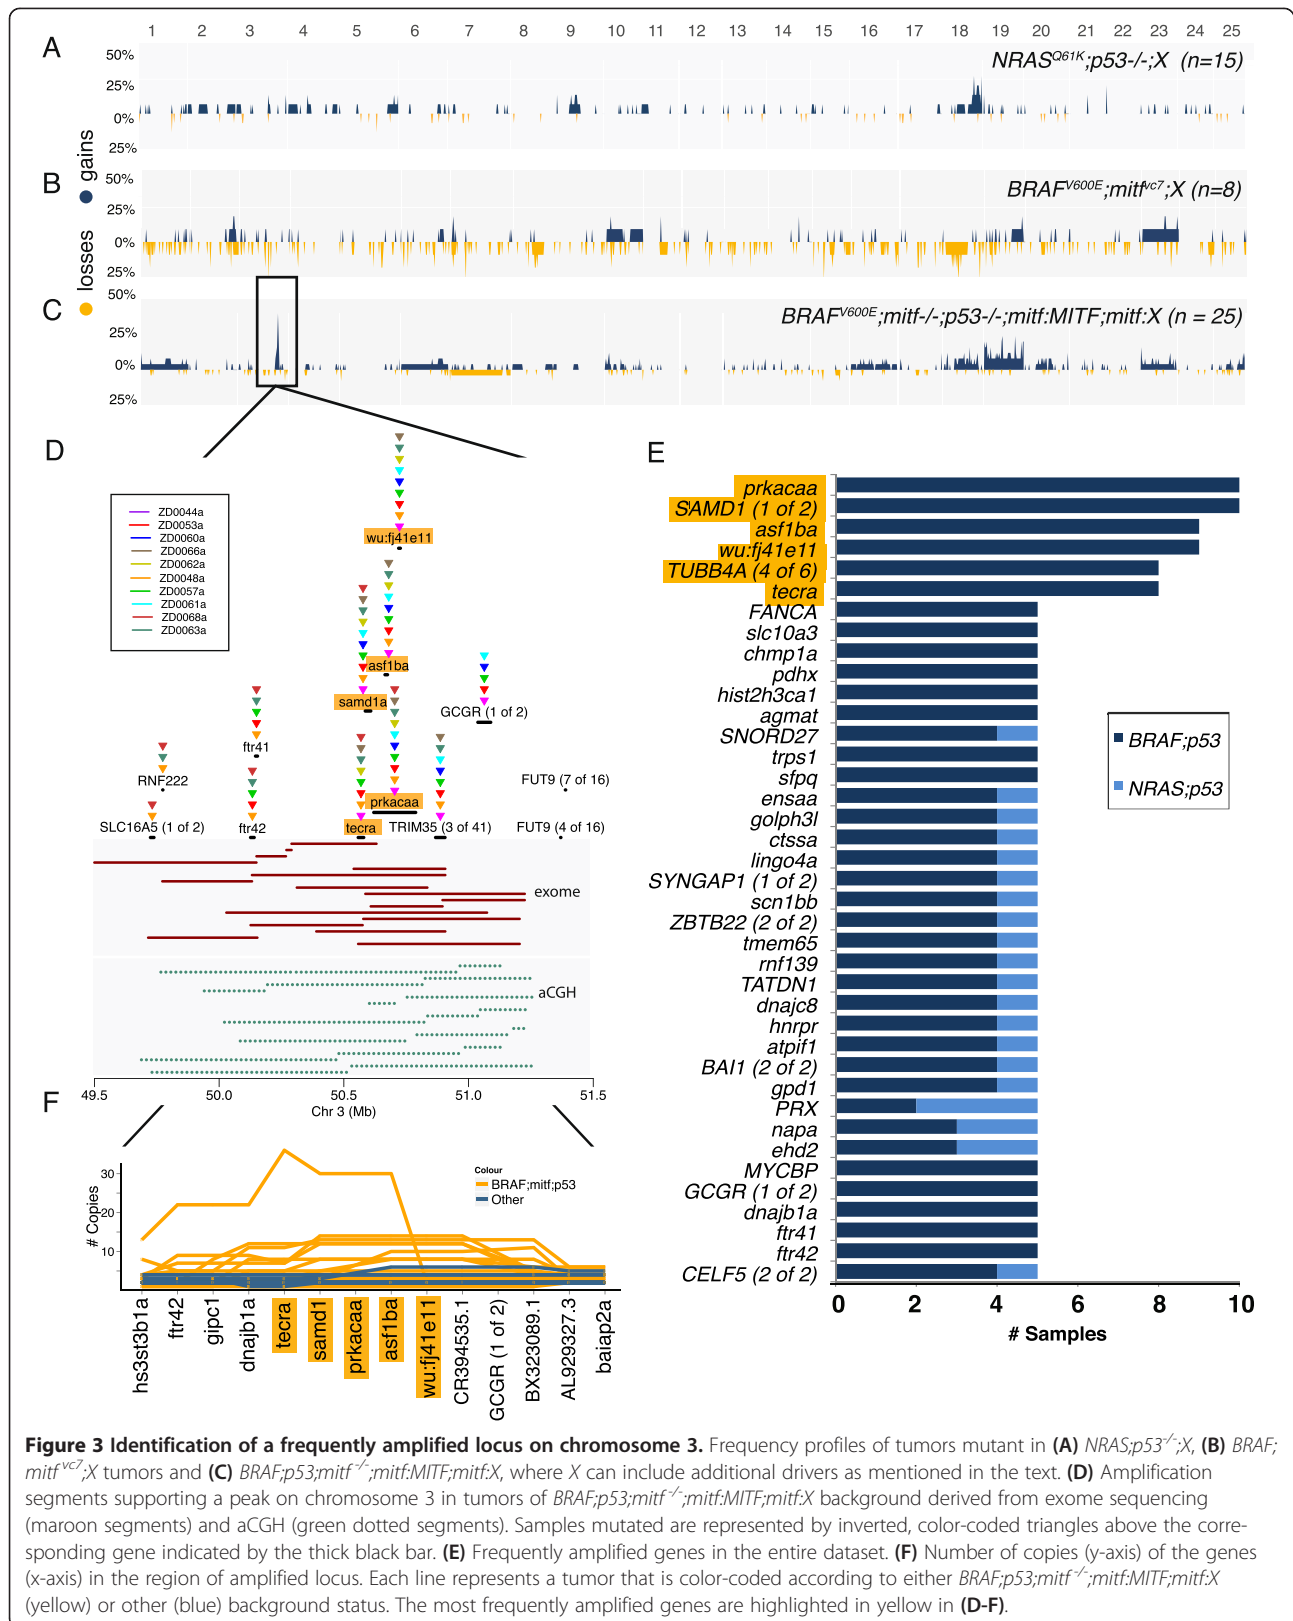 1 2 3 4 5 6 7 8 9 10 11 12 13 14 15 16 17 18 19 20 21 22 23 24 25
A
50%
25%
0%
25%
NRAS^Q61K;p53-/-;X (n=15)
gains
losses
B
50%
25%
0%
25%
BRAF^V600E;mitf^vc7;X (n=8)
C
50%
25%
0%
25%
BRAF^V600E;mitf-/-;p53-/-;mitf:MITF;mitf:X (n = 25)
D
ZD0044a
ZD0053a
ZD0060a
ZD0066a
ZD0062a
ZD0048a
ZD0057a
ZD0061a
ZD0068a
ZD0063a
wu:fj41e11
asf1ba
samd1a
GCGR (1 of 2)
ftr41
RNF222
FUT9 (7 of 16)
prkacaa
SLC16A5 (1 of 2)
ftr42
tecra
TRIM35 (3 of 41)
FUT9 (4 of 16)
exome
aCGH
49.5 50.0 50.5 51.0 51.5
Chr 3 (Mb)
E
prkacaa
SAMD1 (1 of 2)
asf1ba
wu:fj41e11
TUBB4A (4 of 6)
tecra
FANCA
slc10a3
chmp1a
pdhx
hist2h3ca1
agmat
SNORD27
trps1
sfpq
ensaa
golph3l
ctssa
lingo4a
SYNGAP1 (1 of 2)
scn1bb
ZBTB22 (2 of 2)
tmem65
rnf139
TATDN1
dnajc8
hnrpr
atpif1
BAI1 (2 of 2)
gpd1
PRX
napa
ehd2
MYCBP
GCGR (1 of 2)
dnajb1a
ftr41
ftr42
CELF5 (2 of 2)
0 2 4 6 8 10
# Samples
BRAF;p53
NRAS;p53
F
# Copies
30
20
10
Colour
BRAF;mitf;p53
Other
hs3st3b1a
ftr42
gipc1
dnajb1a
tecra
samd1
prkacaa
asf1ba
wu:fj41e11
CR394535.1
GCGR (1 of 2)
BX323089.1
AL929327.3
baiap2a
Figure 3 Identification of a frequently amplified locus on chromosome 3. Frequency profiles of tumors mutant in (A) NRAS;p53^-/-;X, (B) BRAF;
mitf^vc7;X tumors and (C) BRAF;p53;mitf^-/-;mitf:MITF;mitf:X, where X can include additional drivers as mentioned in the text. (D) Amplification
segments supporting a peak on chromosome 3 in tumors of BRAF;p53;mitf^-/-;mitf:MITF;mitf:X background derived from exome sequencing
(maroon segments) and aCGH (green dotted segments). Samples mutated are represented by inverted, color-coded triangles above the corre-
sponding gene indicated by the thick black bar. (E) Frequently amplified genes in the entire dataset. (F) Number of copies (y-axis) of the genes
(x-axis) in the region of amplified locus. Each line represents a tumor that is color-coded according to either BRAF;p53;mitf^-/-;mitf:MITF;mitf:X
(yellow) or other (blue) background status. The most frequently amplified genes are highlighted in yellow in (D-F).